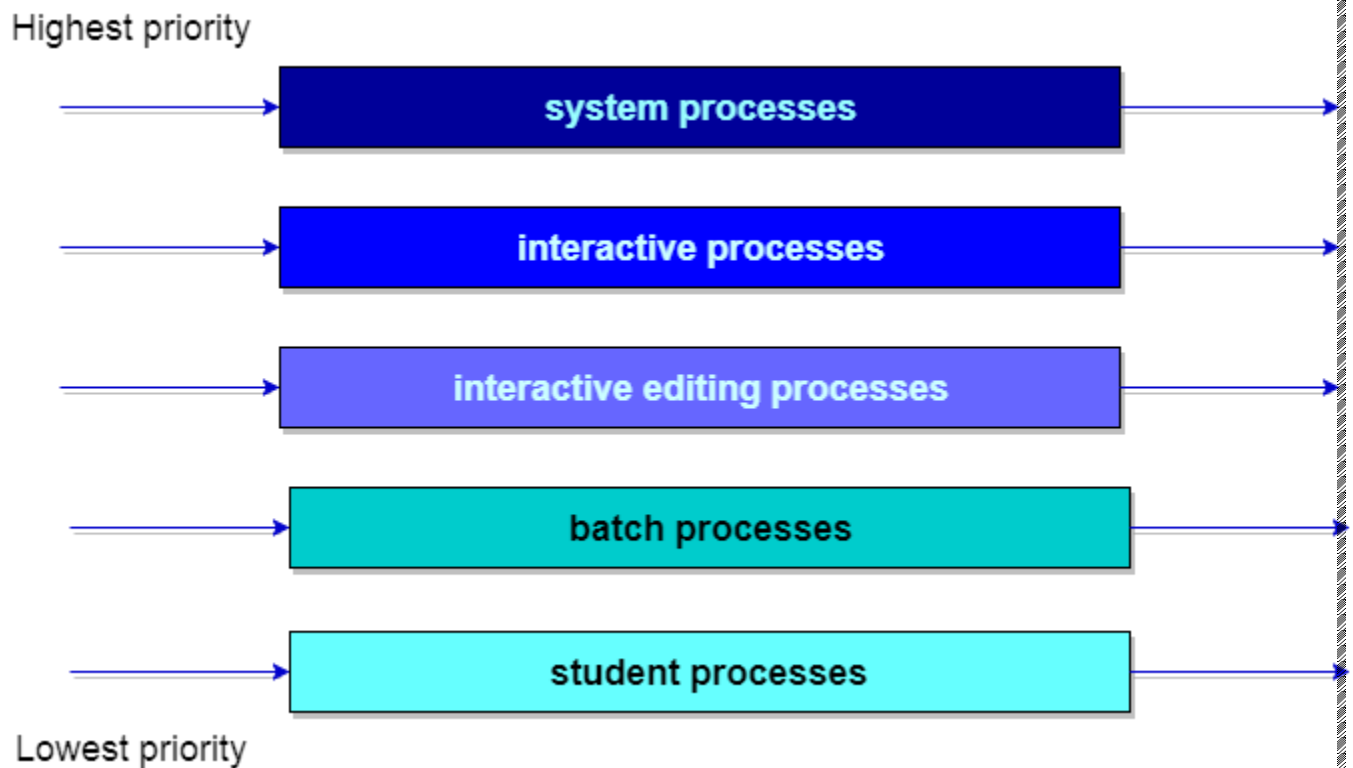 Highest priority
system processes
interactive processes
interactive editing processes
batch processes
student processes
Lowest priority